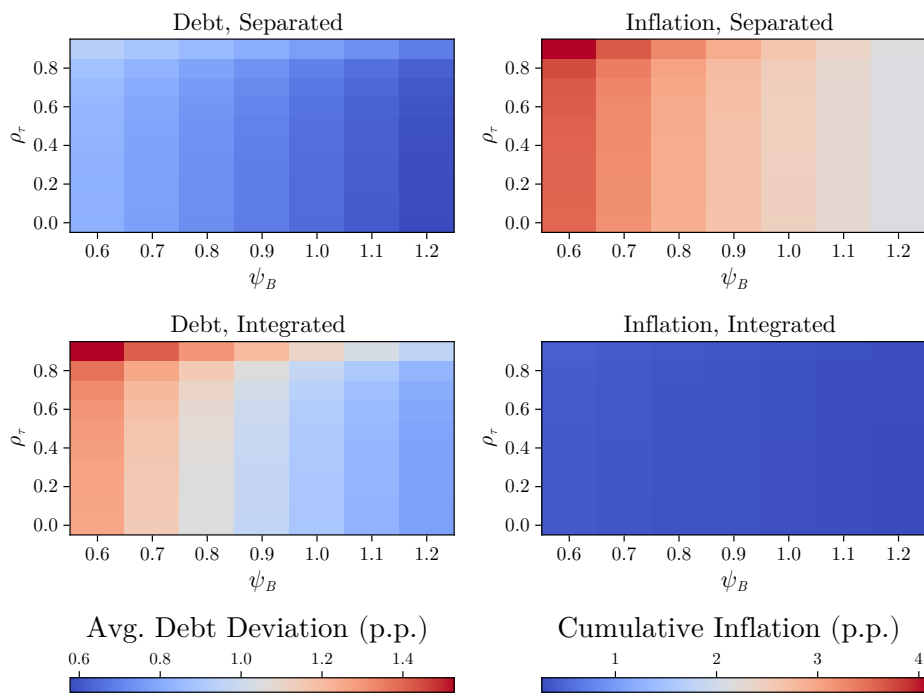 Debt, Separated
Inflation, Separated
ρτ
0.8
0.6
0.4
0.2
0.0
0.6 0.7 0.8 0.9 1.0 1.1 1.2
ψB
ρτ
0.8
0.6
0.4
0.2
0.0
0.6 0.7 0.8 0.9 1.0 1.1 1.2
ψB
Debt, Integrated
Inflation, Integrated
ρτ
0.8
0.6
0.4
0.2
0.0
0.6 0.7 0.8 0.9 1.0 1.1 1.2
ψB
ρτ
0.8
0.6
0.4
0.2
0.0
0.6 0.7 0.8 0.9 1.0 1.1 1.2
ψB
Avg. Debt Deviation (p.p.)
0.6 0.8 1.0 1.2 1.4
Cumulative Inflation (p.p.)
1 2 3 4